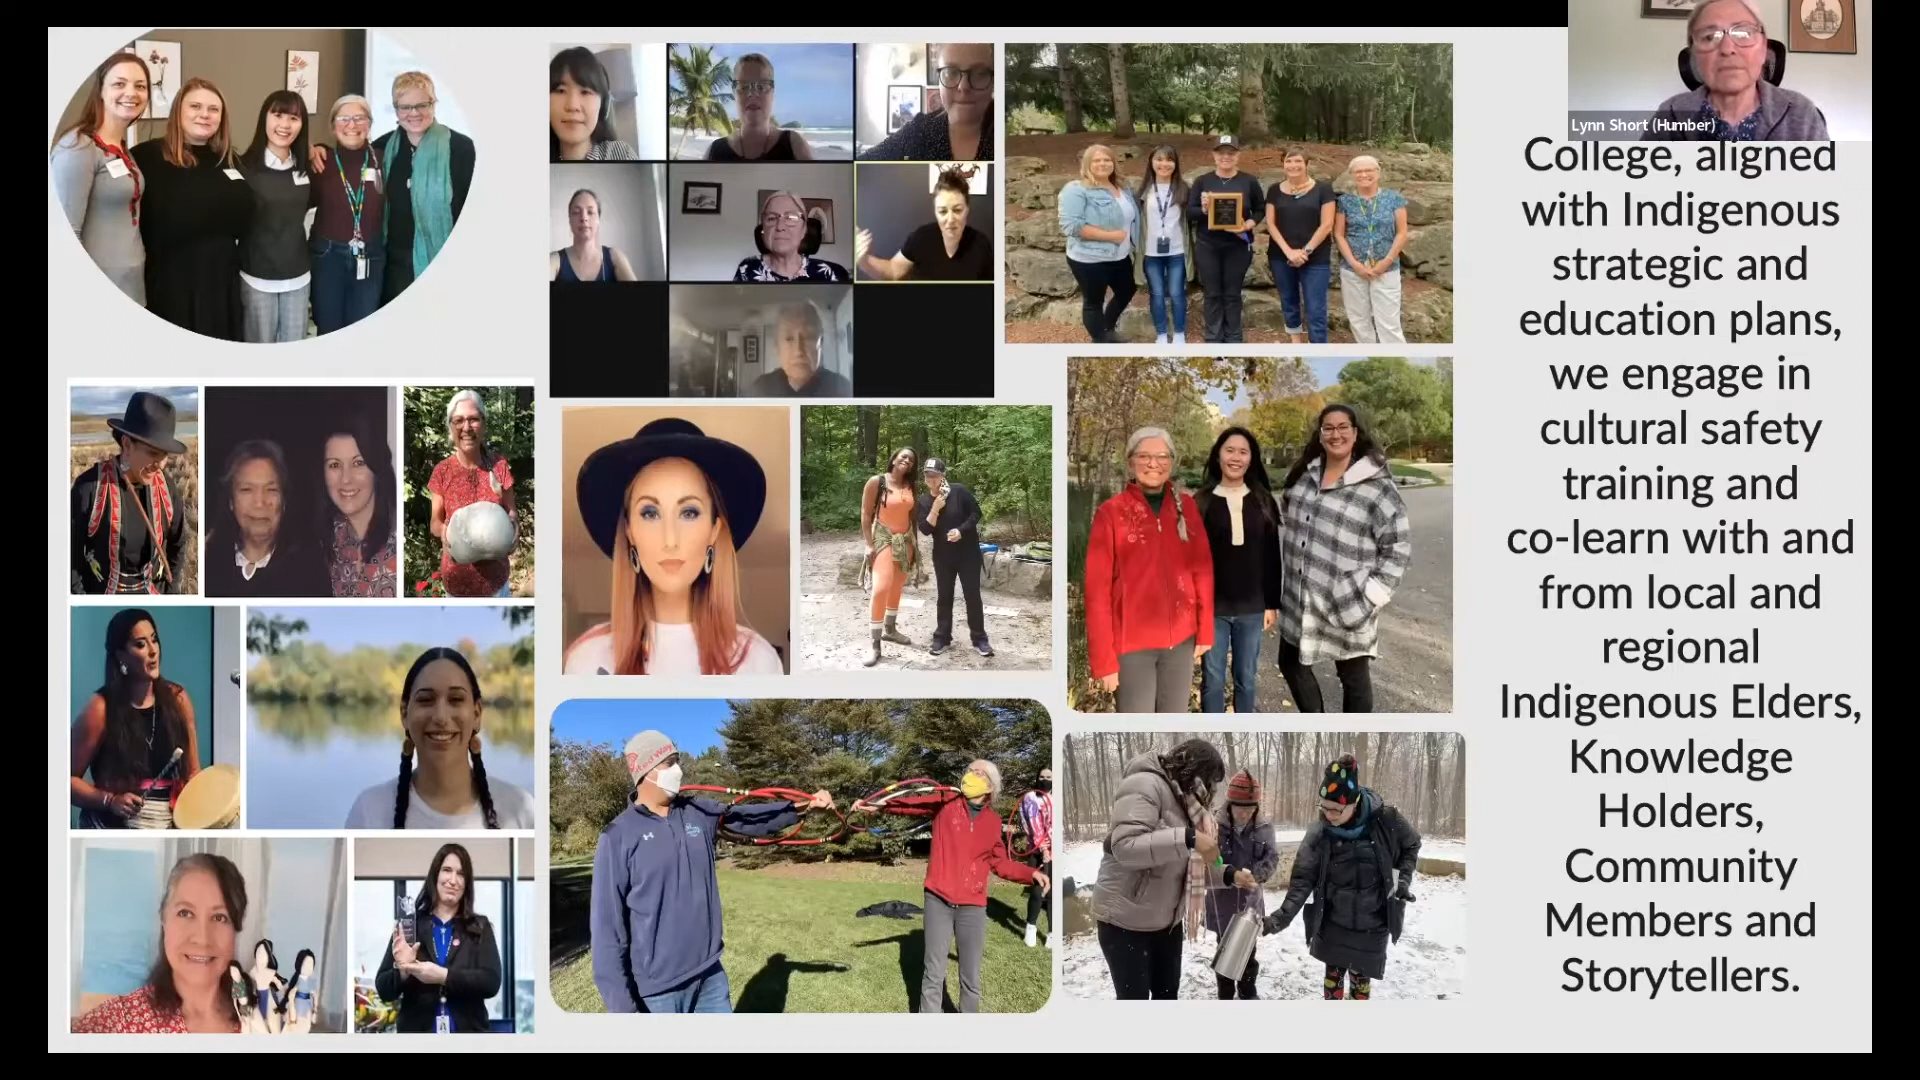 Lynn Short (Humber)
College, aligned
with Indigenous
strategic and
education plans,
we engage in
cultural safety
training and
co-learn with and
from local and
regional
Indigenous Elders,
Knowledge
Holders,
Community
Members and
Storytellers.